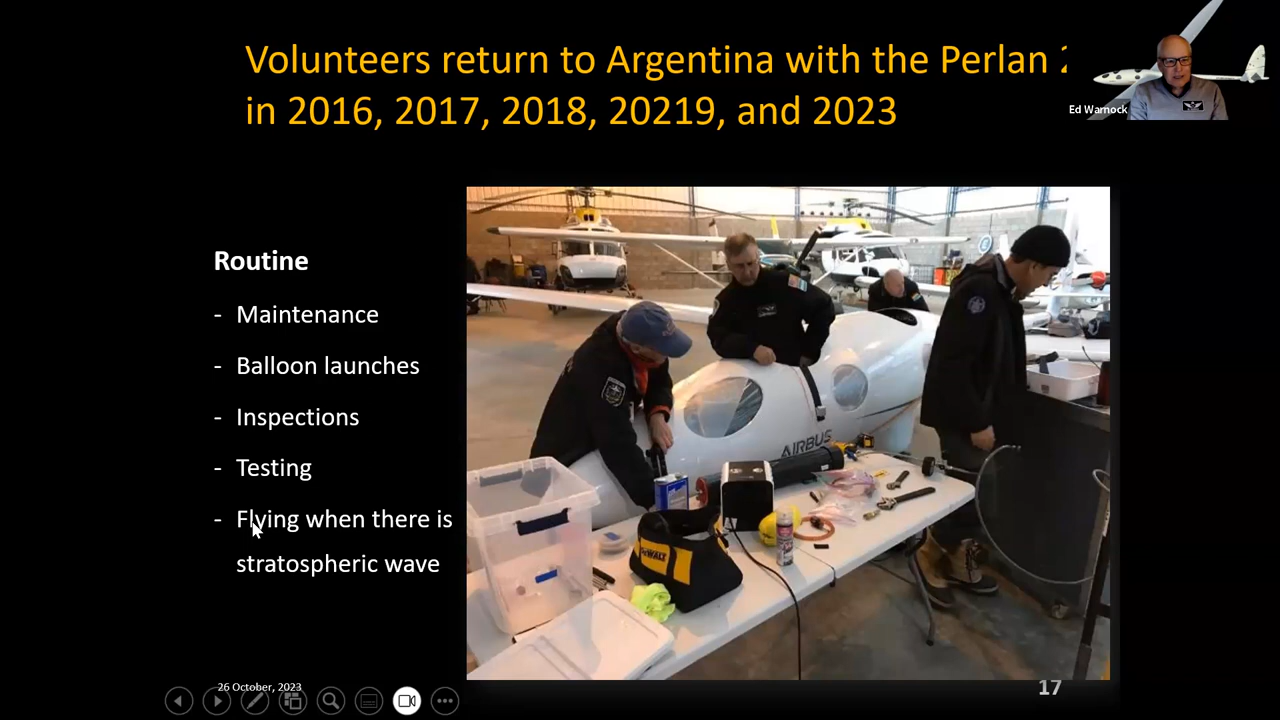 Volunteers return to Argentina with the Perlan 2
in 2016, 2017, 2018, 20219, and 2023
Ed Warnock
Routine
- Maintenance
- Balloon launches
- Inspections
- Testing
- Flying when there is
stratospheric wave
AIRBUS
DEWALT
26 October, 2023
17